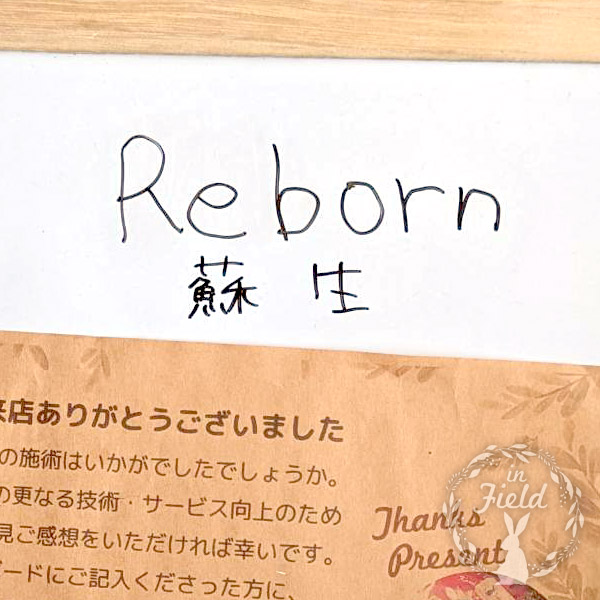 Reborn
蘇生
来店ありがとうございました
の施術はいかがでしたでしょうか。
の更なる技術・サービス向上のため
見ご感想をいただければ幸いです。
ードにご記入くださった方に、
Thanks
Present
in
Field